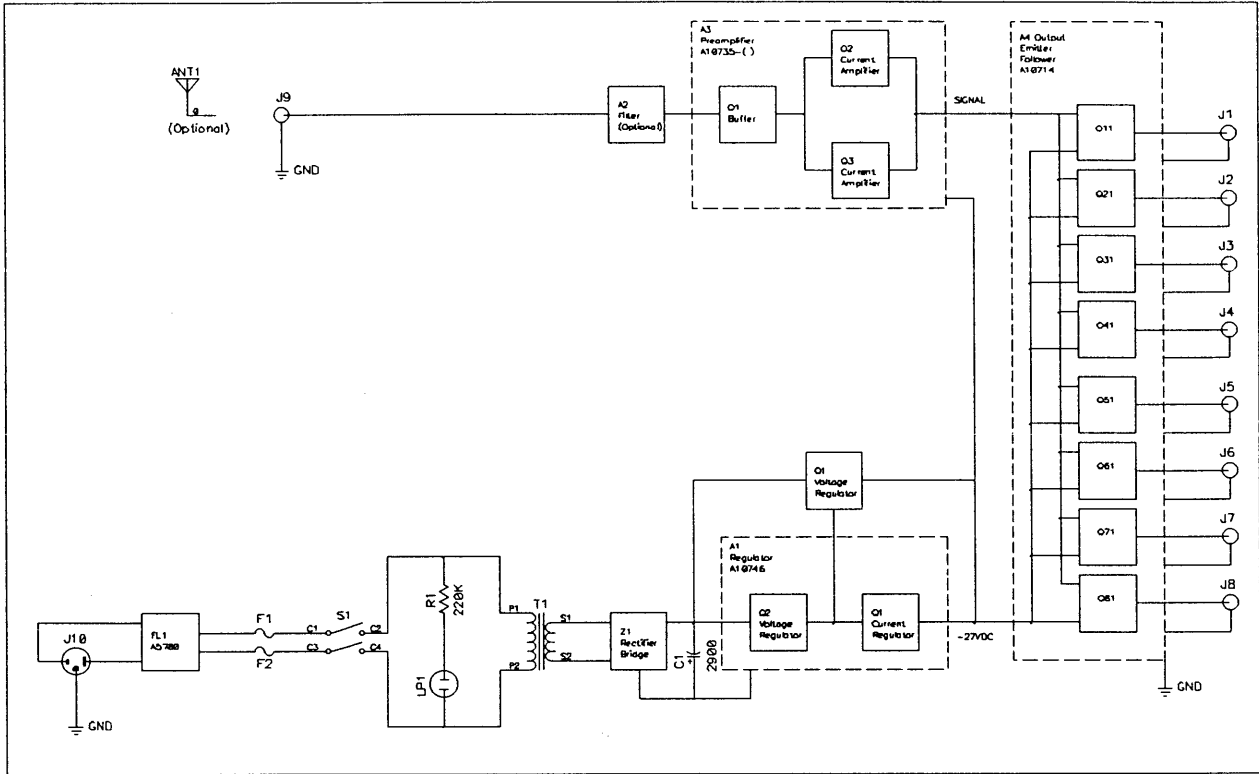 A3
Preamplifier
A10735-( )
Q2
Current
Amplifier
A4 Output
Emitter
Follower
A10714
ANT1
(Optional)
J9
GND
A2
Filter
(Optional)
Q1
Buffer
SIGNAL
Q3
Current
Amplifier
Q11
J1
Q21
J2
Q31
J3
Q41
J4
Q51
J5
Q61
J6
Q71
J7
Q81
J8
GND
Q1
Voltage
Regulator
A1
Regulator
A10746
Q2
Voltage
Regulator
Q1
Current
Regulator
-27VDC
J10
GND
FL1
A5700
F1
F2
S1
C1
C2
C3
C4
R1
220K
LP1
P1
P2
T1
S1
S2
Z1
Rectifier
Bridge
C1
+
2900